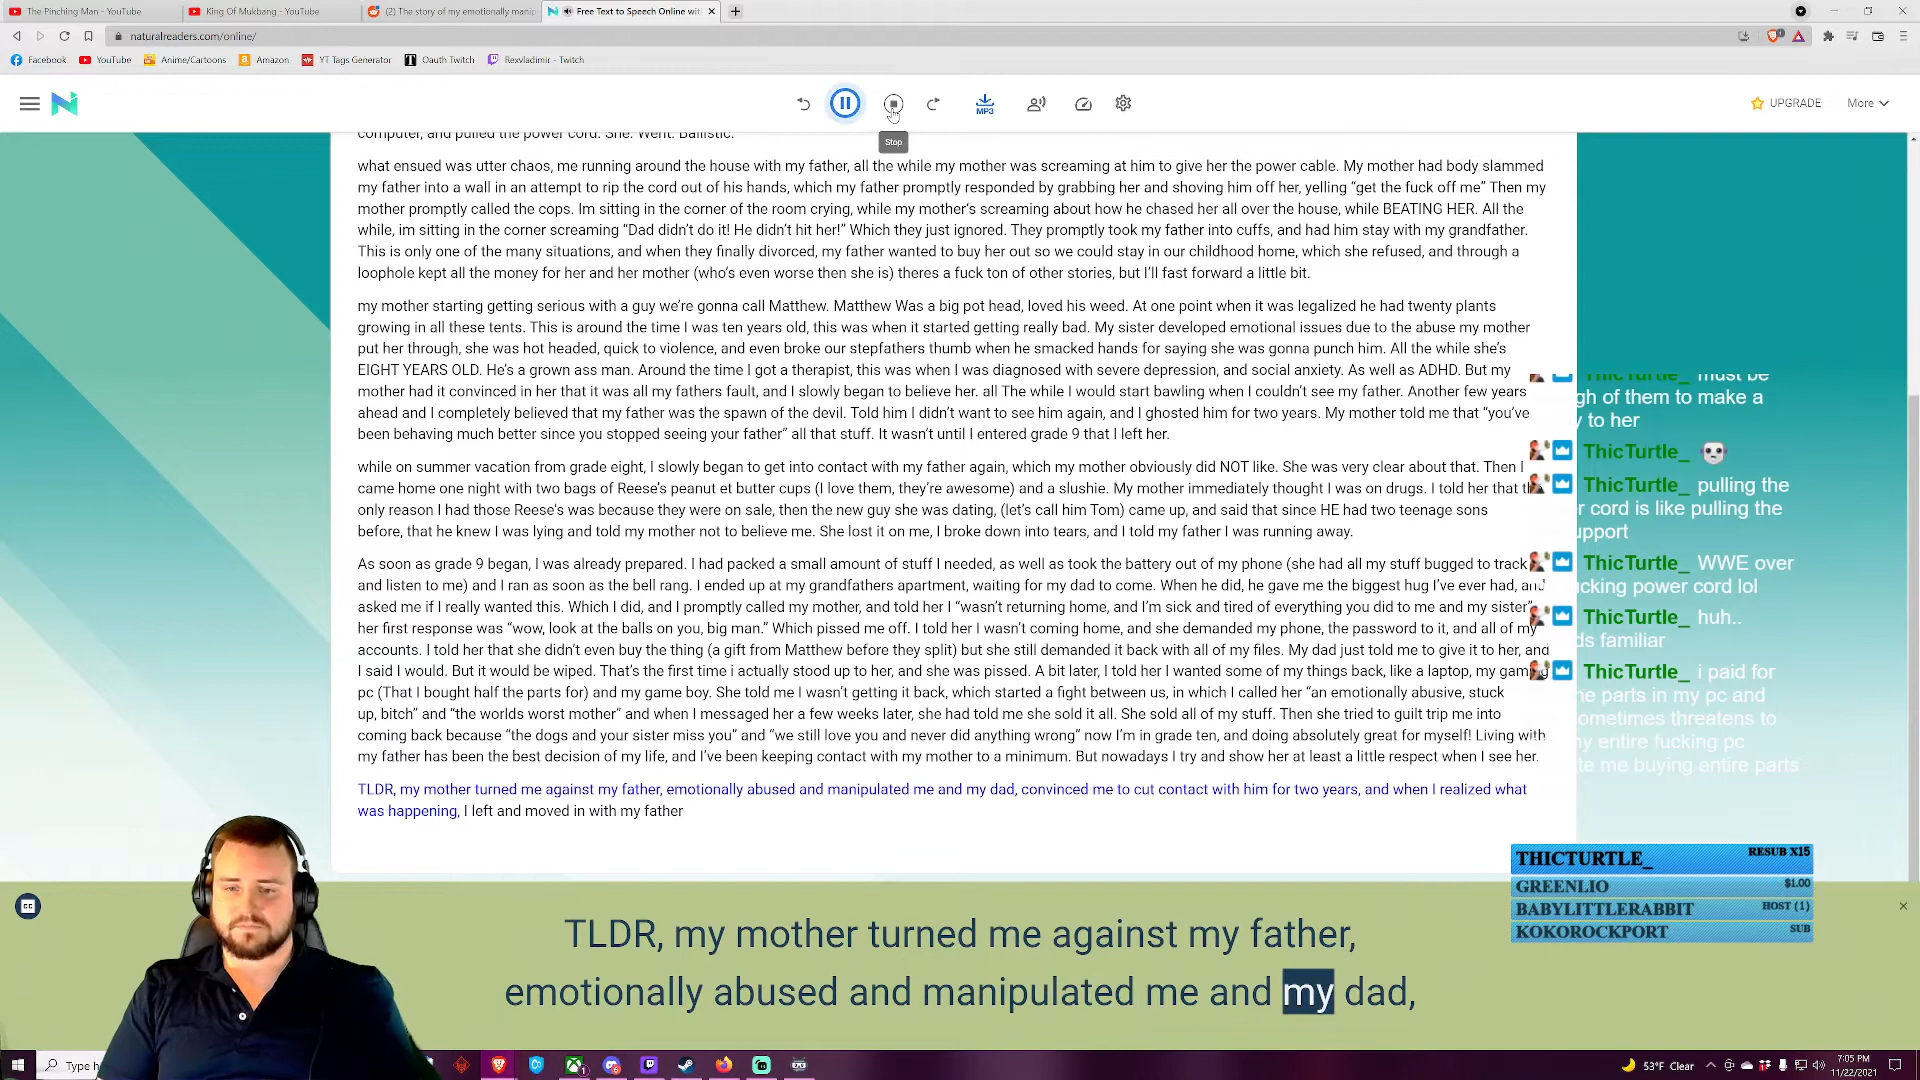 The Pinching Man - YouTube
King Of Mukbang - YouTube
(2) The story of my emotionally manip
Free Text to Speech Online wit
naturalreaders.com/online/
Facebook
YouTube
Anime/Cartoons
Amazon
YT Tags Generator
Oauth Twitch
Rexvladimir - Twitch
MP3
UPGRADE
More
Stop
computer, and pulled the power cord. She. Went. Ballistic.
what ensued was utter chaos, me running around the house with my father, all the while my mother was screaming at him to give her the power cable. My mother had body slammed
my father into a wall in an attempt to rip the cord out of his hands, which my father promptly responded by grabbing her and shoving him off her, yelling “get the fuck off me” Then my
mother promptly called the cops. Im sitting in the corner of the room crying, while my mother‘s screaming about how he chased her all over the house, while BEATING HER. All the
while, im sitting in the corner screaming “Dad didn’t do it! He didn’t hit her!” Which they just ignored. They promptly took my father into cuffs, and had him stay with my grandfather.
This is only one of the many situations, and when they finally divorced, my father wanted to buy her out so we could stay in our childhood home, which she refused, and through a
loophole kept all the money for her and her mother (who’s even worse then she is) theres a fuck ton of other stories, but I’ll fast forward a little bit.
my mother starting getting serious with a guy we’re gonna call Matthew. Matthew Was a big pot head, loved his weed. At one point when it was legalized he had twenty plants
growing in all these tents. This is around the time I was ten years old, this was when it started getting really bad. My sister developed emotional issues due to the abuse my mother
put her through, she was hot headed, quick to violence, and even broke our stepfathers thumb when he smacked hands for saying she was gonna punch him. All the while she’s
EIGHT YEARS OLD. He’s a grown ass man. Around the time I got a therapist, this was when I was diagnosed with severe depression, and social anxiety. As well as ADHD. But my
mother had it convinced in her that it was all my fathers fault, and I slowly began to believe her. all The while I would start bawling when I couldn’t see my father. Another few years
ahead and I completely believed that my father was the spawn of the devil. Told him I didn’t want to see him again, and I ghosted him for two years. My mother told me that “you’ve
been behaving much better since you stopped seeing your father” all that stuff. It wasn’t until I entered grade 9 that I left her.
while on summer vacation from grade eight, I slowly began to get into contact with my father again, which my mother obviously did NOT like. She was very clear about that. Then I
came home one night with two bags of Reese’s peanut et butter cups (I love them, they’re awesome) and a slushie. My mother immediately thought I was on drugs. I told her that th
only reason I had those Reese‘s was because they were on sale, then the new guy she was dating, (let’s call him Tom) came up, and said that since HE had two teenage sons
before, that he knew I was lying and told my mother not to believe me. She lost it on me, I broke down into tears, and I told my father I was running away.
As soon as grade 9 began, I was already prepared. I had packed a small amount of stuff I needed, as well as took the battery out of my phone (she had all my stuff bugged to track
and listen to me) and I ran as soon as the bell rang. I ended up at my grandfathers apartment, waiting for my dad to come. When he did, he gave me the biggest hug I’ve ever had, and
asked me if I really wanted this. Which I did, and I promptly called my mother, and told her I “wasn’t returning home, and I’m sick and tired of everything you did to me and my sister”
her first response was “wow, look at the balls on you, big man.” Which pissed me off. I told her I wasn’t coming home, and she demanded my phone, the password to it, and all of my
accounts. I told her that she didn’t even buy the thing (a gift from Matthew before they split) but she still demanded it back with all of my files. My dad just told me to give it to her, and
I said I would. But it would be wiped. That’s the first time i actually stood up to her, and she was pissed. A bit later, I told her I wanted some of my things back, like a laptop, my gaming
pc (That I bought half the parts for) and my game boy. She told me I wasn’t getting it back, which started a fight between us, in which I called her “an emotionally abusive, stuck
up, bitch” and “the worlds worst mother” and when I messaged her a few weeks later, she had told me she sold it all. She sold all of my stuff. Then she tried to guilt trip me into
coming back because “the dogs and your sister miss you” and “we still love you and never did anything wrong” now I’m in grade ten, and doing absolutely great for myself! Living with
my father has been the best decision of my life, and I’ve been keeping contact with my mother to a minimum. But nowadays I try and show her at least a little respect when I see her.
TLDR, my mother turned me against my father, emotionally abused and manipulated me and my dad, convinced me to cut contact with him for two years, and when I realized what
was happening, I left and moved in with my father
ThicTurtle_ must be
gh of them to make a
y to her
ThicTurtle_
ThicTurtle_ pulling the
r cord is like pulling the
upport
ThicTurtle_ WWE over
ucking power cord lol
ThicTurtle_ huh..
ds familiar
ThicTurtle_ i paid for
he parts in my pc and
ometimes threatens to
ny entire fucking pc
te me buying entire parts
THICTURTLE_ RESUB X15
GREENLIO $1.00
BABYLITTLERABBIT HOST (1)
KOKOROCKPORT SUB
CC
TLDR, my mother turned me against my father,
emotionally abused and manipulated me and my dad,
Type h
53°F Clear
7:05 PM
11/22/2021